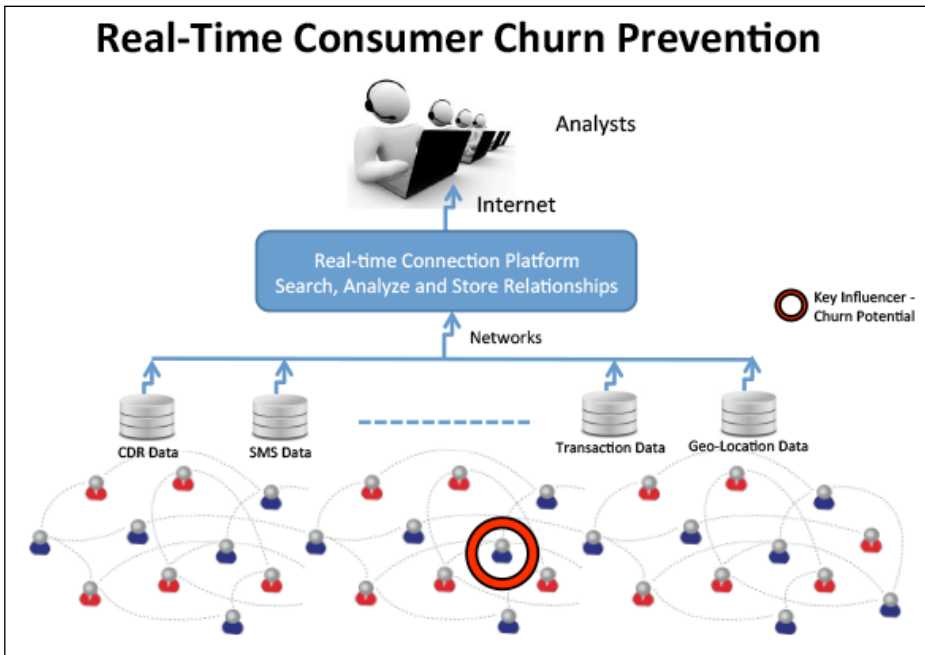 Real-Time Consumer Churn Prevention
Analysts
Internet
Real-time Connection Platform
Search, Analyze and Store Relationships
Key Influencer -
Churn Potential
Networks
CDR Data
SMS Data
Transaction Data
Geo-Location Data